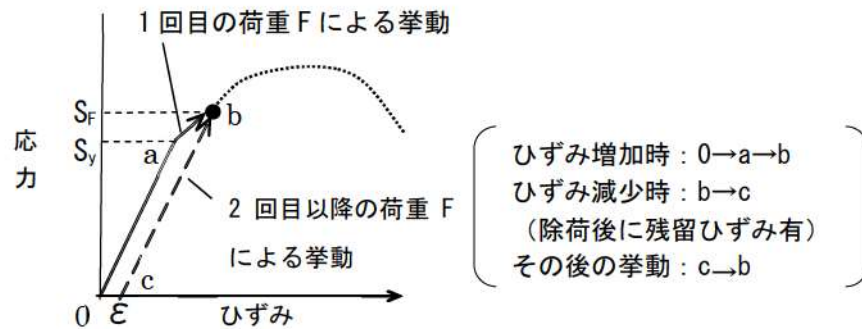 1回目の荷重Fによる挙動
S_F
b
応力
S_y
a
2 回目以降の荷重 F
による挙動
c
0
ε
ひずみ
ひずみ増加時：0→a→b
ひずみ減少時：b→c
（除荷後に残留ひずみ有）
その後の挙動：c→b